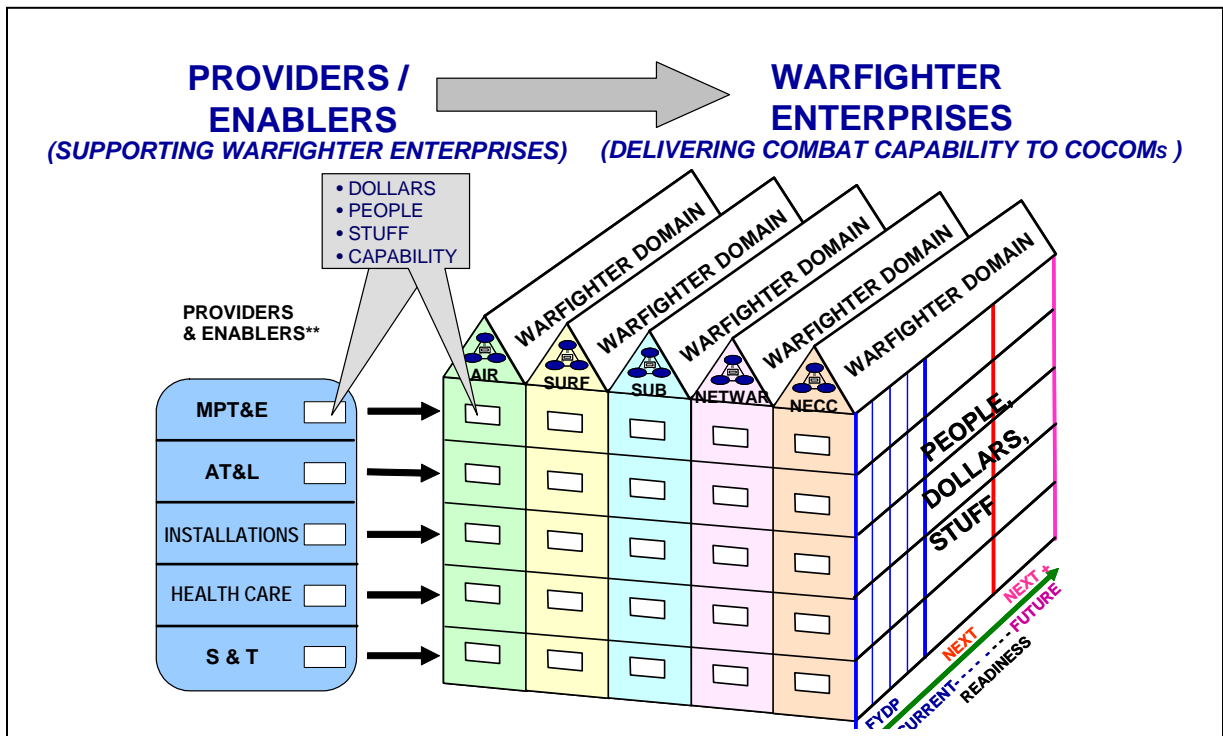 PROVIDERS /
ENABLERS
(SUPPORTING WARFIGHTER ENTERPRISES)
WARFIGHTER
ENTERPRISES
(DELIVERING COMBAT CAPABILITY TO COCOMs )
• DOLLARS
• PEOPLE
• STUFF
• CAPABILITY
PROVIDERS
& ENABLERS**
MPT&E
AT&L
INSTALLATIONS
HEALTH CARE
S & T
WARFIGHTER DOMAIN
WARFIGHTER DOMAIN
WARFIGHTER DOMAIN
WARFIGHTER DOMAIN
WARFIGHTER DOMAIN
AIR
SURF
SUB
NETWAR
NECC
PEOPLE,
DOLLARS,
STUFF
FYDP
NEXT
NEXT +
CURRENT- - - - - - - - FUTURE
READINESS